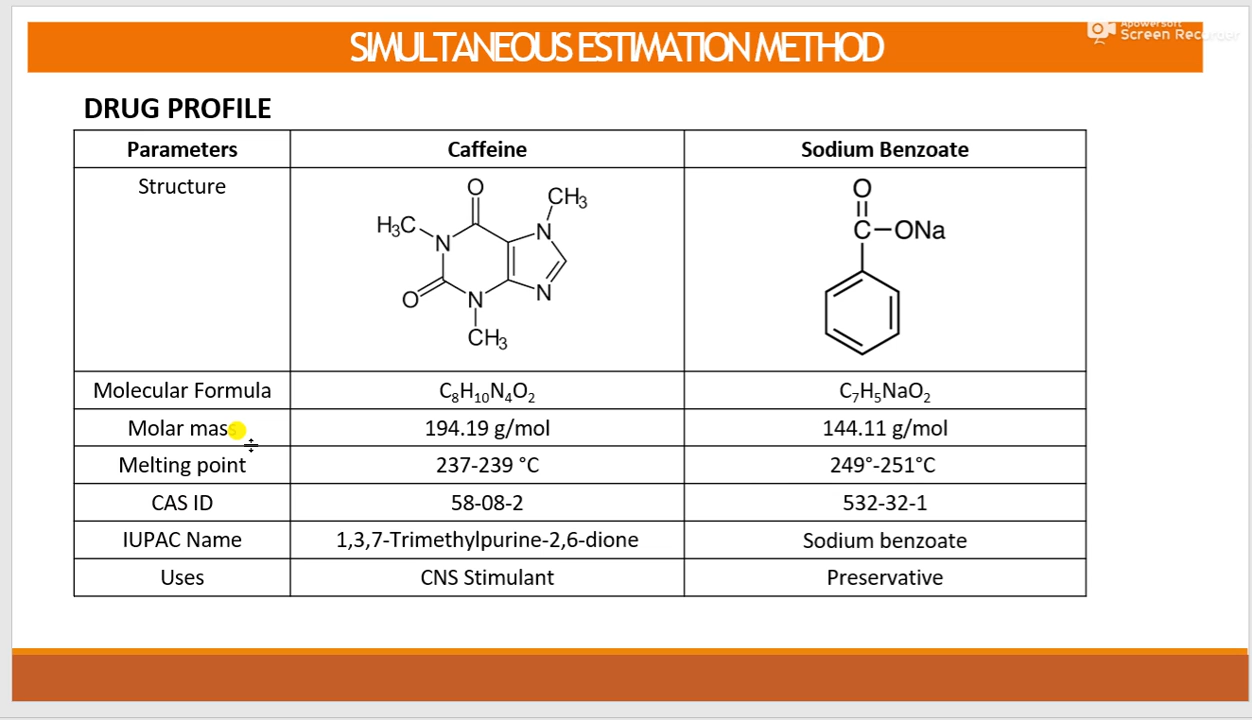 SIMULTANEOUS ESTIMATION METHOD
Apowersoft
Screen Recorder
DRUG PROFILE
Parameters Caffeine Sodium Benzoate
Structure
O
CH₃
H₃C
N
N
O
N
N
CH₃
O
C–ONa
Molecular Formula C₈H₁₀N₄O₂ C₇H₅NaO₂
Molar mass 194.19 g/mol 144.11 g/mol
Melting point 237-239 °C 249°-251°C
CAS ID 58-08-2 532-32-1
IUPAC Name 1,3,7-Trimethylpurine-2,6-dione Sodium benzoate
Uses CNS Stimulant Preservative